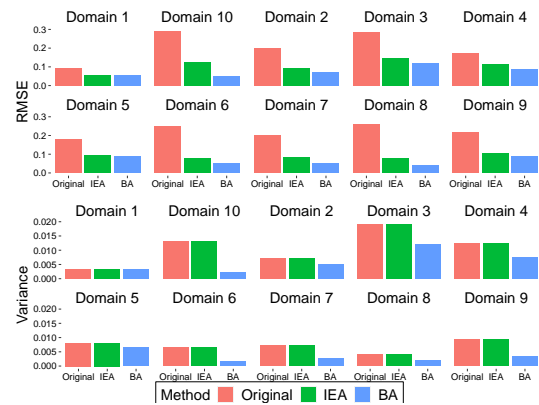 Domain 1 Domain 10 Domain 2 Domain 3 Domain 4
0.3
0.2
0.1
0.0
RMSE
Domain 5 Domain 6 Domain 7 Domain 8 Domain 9
0.3
0.2
0.1
0.0
Original IEA BA Original IEA BA Original IEA BA Original IEA BA Original IEA BA
Domain 1 Domain 10 Domain 2 Domain 3 Domain 4
0.020
0.015
0.010
0.005
0.000
Variance
Domain 5 Domain 6 Domain 7 Domain 8 Domain 9
0.020
0.015
0.010
0.005
0.000
Original IEA BA Original IEA BA Original IEA BA Original IEA BA Original IEA BA
Method Original IEA BA